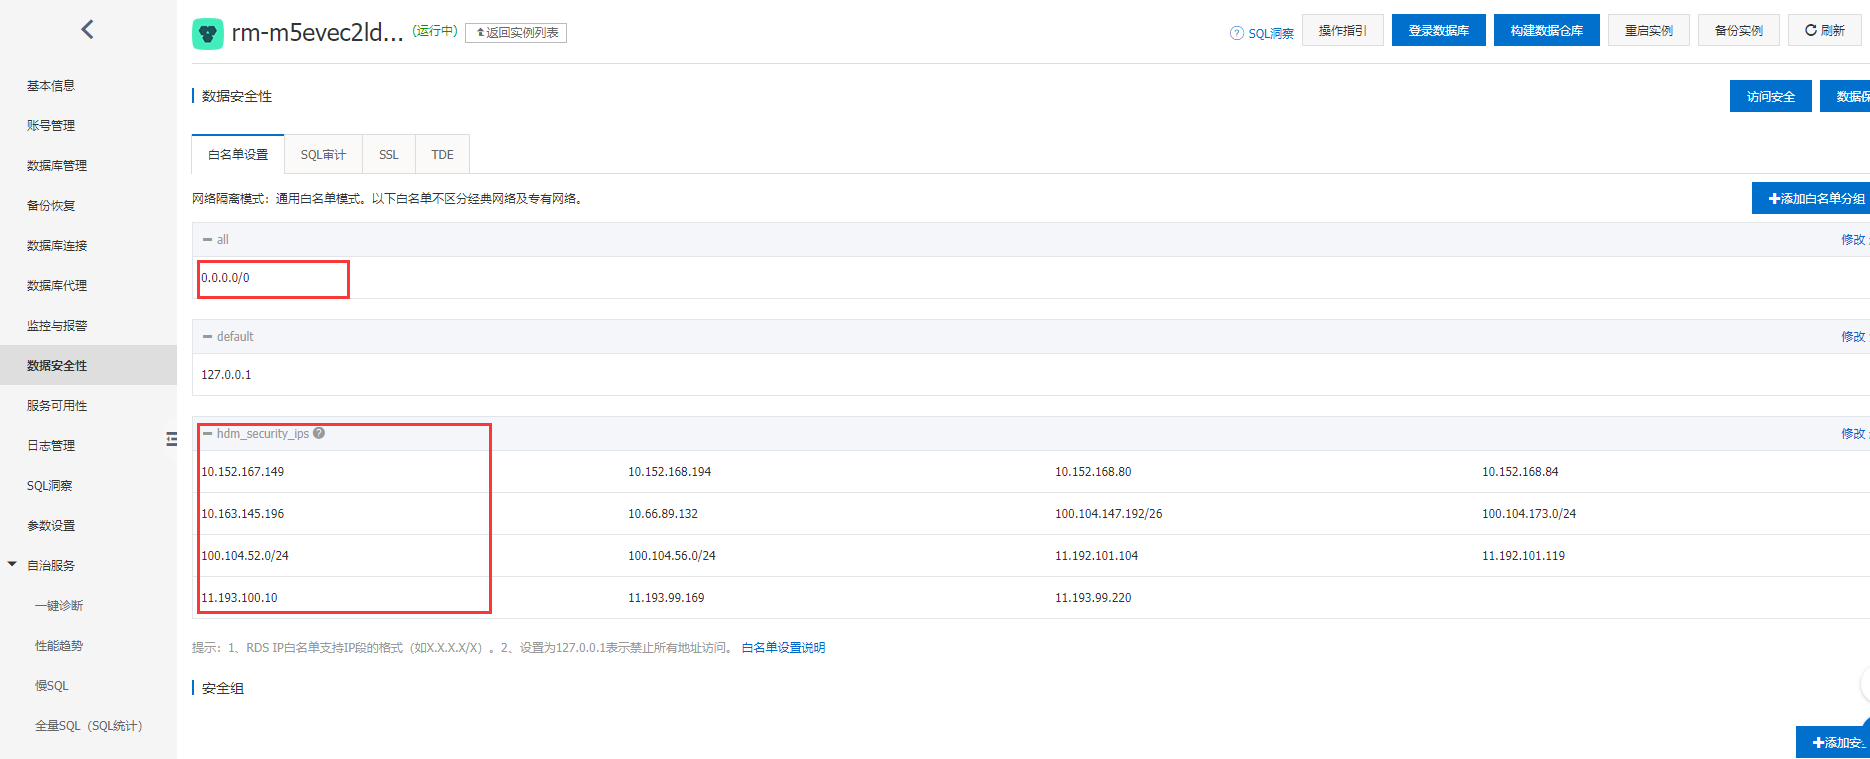 rm-m5evec2ld...
(运行中)
返回实例列表
SQL洞察
操作指引
登录数据库
构建数据仓库
重启实例
备份实例
刷新
基本信息
账号管理
数据库管理
备份恢复
数据库连接
数据库代理
监控与报警
数据安全性
服务可用性
日志管理
SQL洞察
参数设置
自治服务
一键诊断
性能趋势
慢SQL
全量SQL（SQL统计）
数据安全性
访问安全
数据保
白名单设置
SQL审计
SSL
TDE
网络隔离模式：通用白名单模式。以下白名单不区分经典网络及专有网络。
添加白名单分组
all
修改
0.0.0.0/0
default
修改
127.0.0.1
hdm_security_ips
修改
10.152.167.149
10.152.168.194
10.152.168.80
10.152.168.84
10.163.145.196
10.66.89.132
100.104.147.192/26
100.104.173.0/24
100.104.52.0/24
100.104.56.0/24
11.192.101.104
11.192.101.119
11.193.100.10
11.193.99.169
11.193.99.220
提示：1、RDS IP白名单支持IP段的格式（如X.X.X.X/X）。2、设置为127.0.0.1表示禁止所有地址访问。 白名单设置说明
安全组
添加安